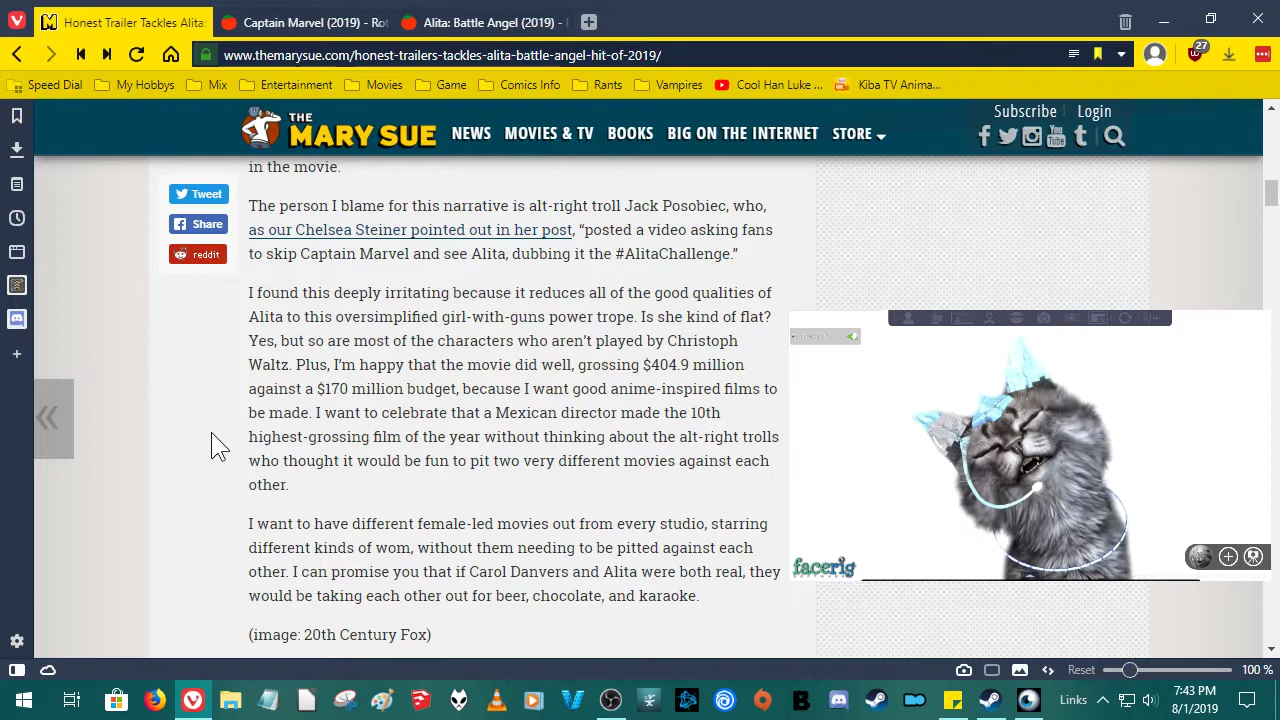 Honest Trailer Tackles Alita:
Captain Marvel (2019) - Rot
Alita: Battle Angel (2019) - 
www.themarysue.com/honest-trailers-tackles-alita-battle-angel-hit-of-2019/
27
Speed Dial
My Hobbys
Mix
Entertainment
Movies
Game
Comics Info
Rants
Vampires
Cool Han Luke ...
Kiba TV Anima...
Subscribe
Login
THE
MARY SUE
NEWS
MOVIES & TV
BOOKS
BIG ON THE INTERNET
STORE
in the movie.
Tweet
Share
reddit
The person I blame for this narrative is alt-right troll Jack Posobiec, who,
as our Chelsea Steiner pointed out in her post, “posted a video asking fans
to skip Captain Marvel and see Alita, dubbing it the #AlitaChallenge.”
I found this deeply irritating because it reduces all of the good qualities of
Alita to this oversimplified girl-with-guns power trope. Is she kind of flat?
Yes, but so are most of the characters who aren’t played by Christoph
Waltz. Plus, I’m happy that the movie did well, grossing $404.9 million
against a $170 million budget, because I want good anime-inspired films to
be made. I want to celebrate that a Mexican director made the 10th
highest-grossing film of the year without thinking about the alt-right trolls
who thought it would be fun to pit two very different movies against each
other.
I want to have different female-led movies out from every studio, starring
different kinds of wom, without them needing to be pitted against each
other. I can promise you that if Carol Danvers and Alita were both real, they
would be taking each other out for beer, chocolate, and karaoke.
(image: 20th Century Fox)
facerig
Reset
100 %
Links
7:43 PM
8/1/2019